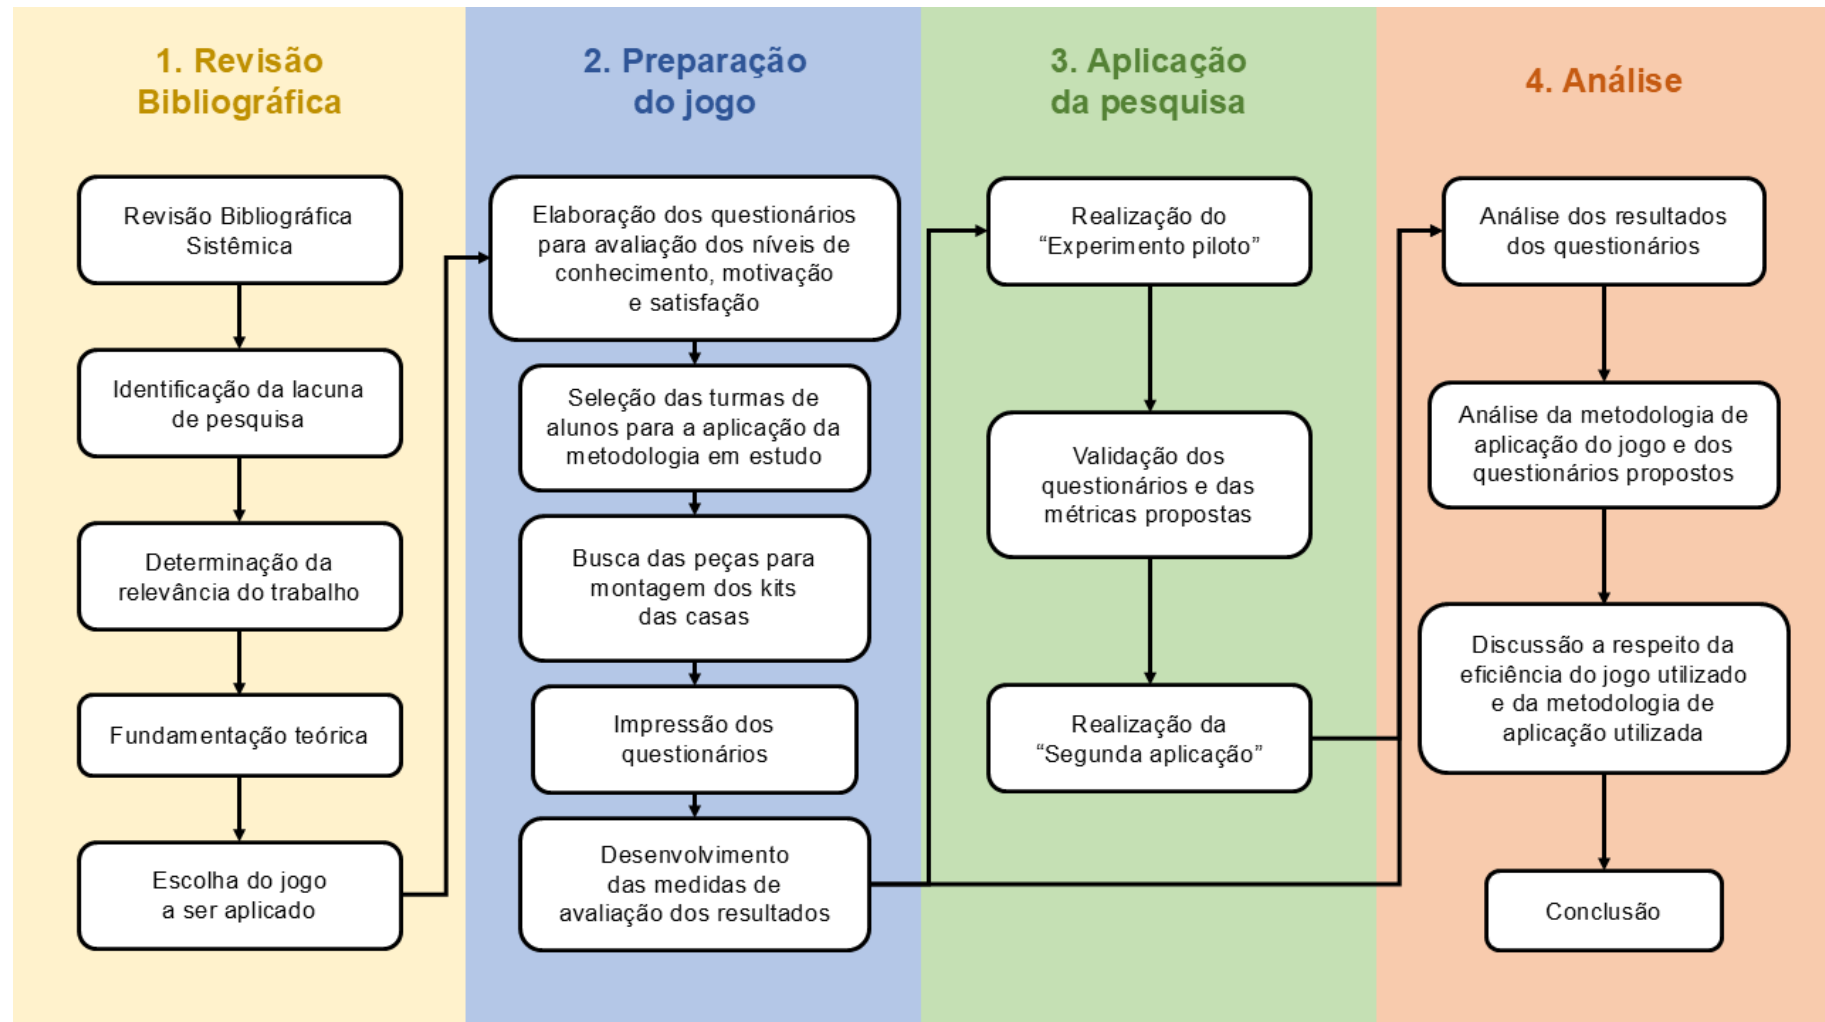 1. Revisão
Bibliográfica
Revisão Bibliográfica
Sistêmica
Identificação da lacuna
de pesquisa
Determinação da
relevância do trabalho
Fundamentação teórica
Escolha do jogo
a ser aplicado
2. Preparação
do jogo
Elaboração dos questionários
para avaliação dos níveis de
conhecimento, motivação
e satisfação
Seleção das turmas de
alunos para a aplicação da
metodologia em estudo
Busca das peças para
montagem dos kits
das casas
Impressão dos
questionários
Desenvolvimento
das medidas de
avaliação dos resultados
3. Aplicação
da pesquisa
Realização do
“Experimento piloto”
Validação dos
questionários e das
métricas propostas
Realização da
“Segunda aplicação”
4. Análise
Análise dos resultados
dos questionários
Análise da metodologia de
aplicação do jogo e dos
questionários propostos
Discussão a respeito da
eficiência do jogo utilizado
e da metodologia de
aplicação utilizada
Conclusão